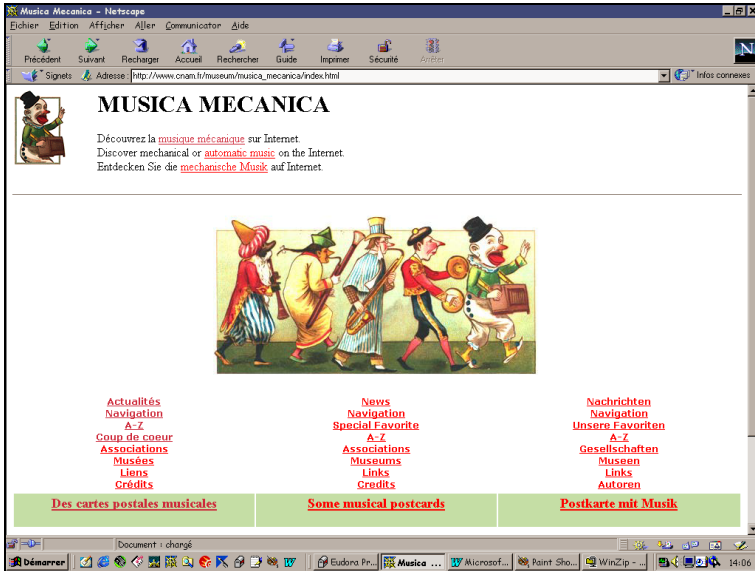 Musica Mecanica - Netscape
Fichier Edition Afficher Aller Communicator Aide
Précédent Suivant Recharger Accueil Rechercher Guide Imprimer Sécurité Arrêter
Signets Adresse : http://www.cnam.fr/museum/musica_mecanica/index.html Infos connexes
MUSICA MECANICA
Découvrez la musique mécanique sur Internet.
Discover mechanical or automatic music on the Internet.
Entdecken Sie die mechanische Musik auf Internet.
Actualités News Nachrichten
Navigation Navigation Navigation
A-Z Special Favorite Unsere Favoriten
Coup de coeur A-Z A-Z
Associations Associations Gesellschaften
Musées Museums Museen
Liens Links Links
Crédits Credits Autoren
Des cartes postales musicales Some musical postcards Postkarte mit Musik
Document : chargé
Démarrer Eudora Pr... Musica ... Microsof... Paint Sho... WinZip - ... 14:06